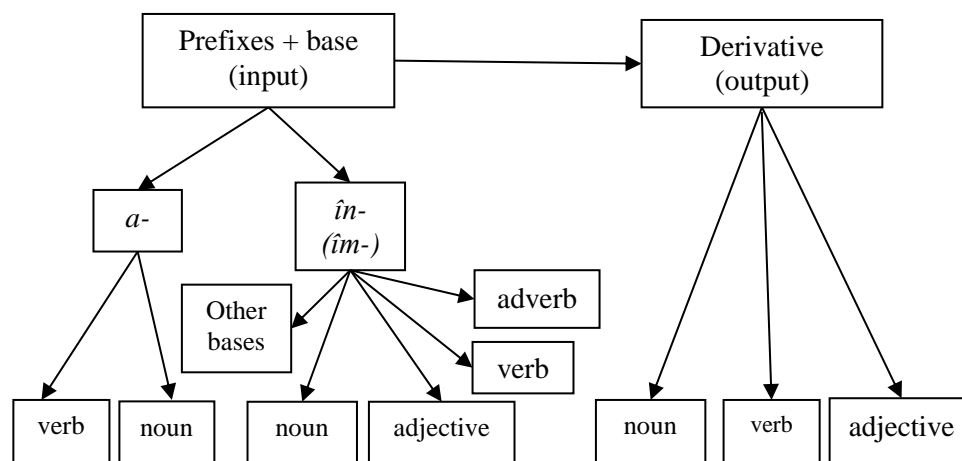 Prefixes + base
(input)
Derivative
(output)
a-
în-
(îm-)
Other
bases
adverb
verb
verb
noun
noun
adjective
noun
verb
adjective